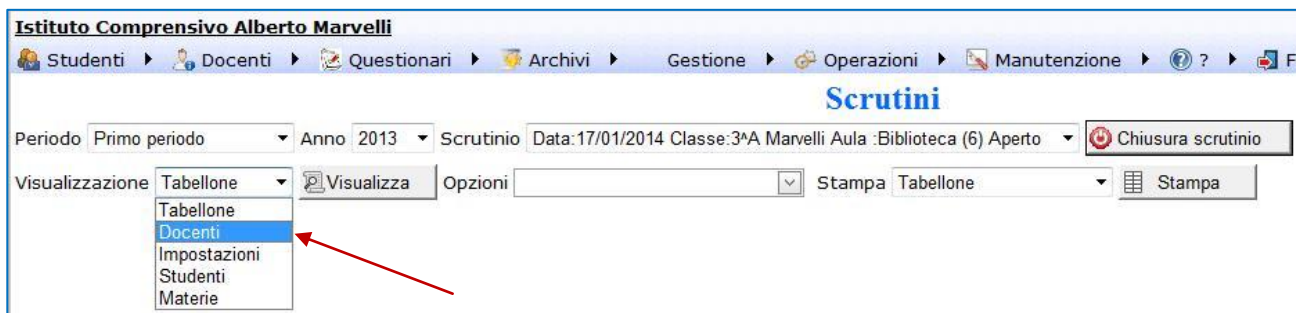 Istituto Comprensivo Alberto Marvelli
Studenti Docenti Questionari Archivi Gestione Operazioni Manutenzione ? F
Scrutini
Periodo Primo periodo Anno 2013 Scrutinio Data:17/01/2014 Classe:3^A Marvelli Aula :Biblioteca (6) Aperto Chiusura scrutinio
Visualizzazione Tabellone Visualizza Opzioni Stampa Tabellone Stampa
Tabellone
Docenti
Impostazioni
Studenti
Materie